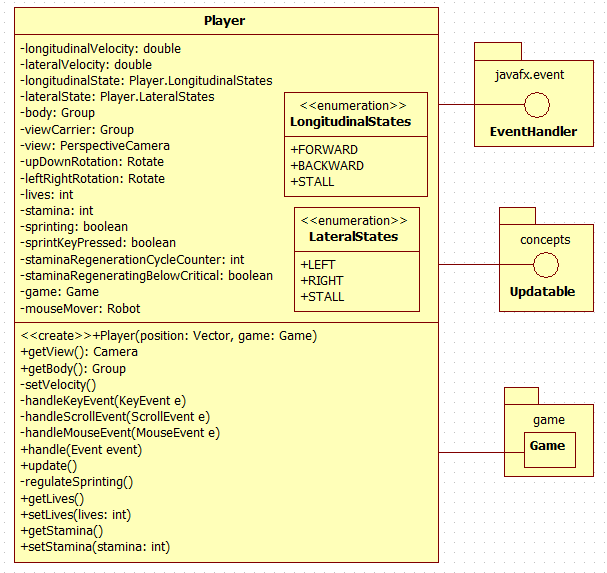 Player
-longitudinalVelocity: double
-lateralVelocity: double
-longitudinalState: Player.LongitudinalStates
-lateralState: Player.LateralStates
-body: Group
-viewCarrier: Group
-view: PerspectiveCamera
-upDownRotation: Rotate
-leftRightRotation: Rotate
-lives: int
-stamina: int
-sprinting: boolean
-sprintKeyPressed: boolean
-staminaRegenerationCycleCounter: int
-staminaRegeneratingBelowCritical: boolean
-game: Game
-mouseMover: Robot
<<enumeration>>
LongitudinalStates
+FORWARD
+BACKWARD
+STALL
<<enumeration>>
LateralStates
+LEFT
+RIGHT
+STALL
<<create>>+Player(position: Vector, game: Game)
+getView(): Camera
+getBody(): Group
-setVelocity()
-handleKeyEvent(KeyEvent e)
-handleScrollEvent(ScrollEvent e)
-handleMouseEvent(MouseEvent e)
+handle(Event event)
+update()
-regulateSprinting()
+getLives()
+setLives(lives: int)
+getStamina()
+setStamina(stamina: int)
javafx.event
EventHandler
concepts
Updatable
game
Game